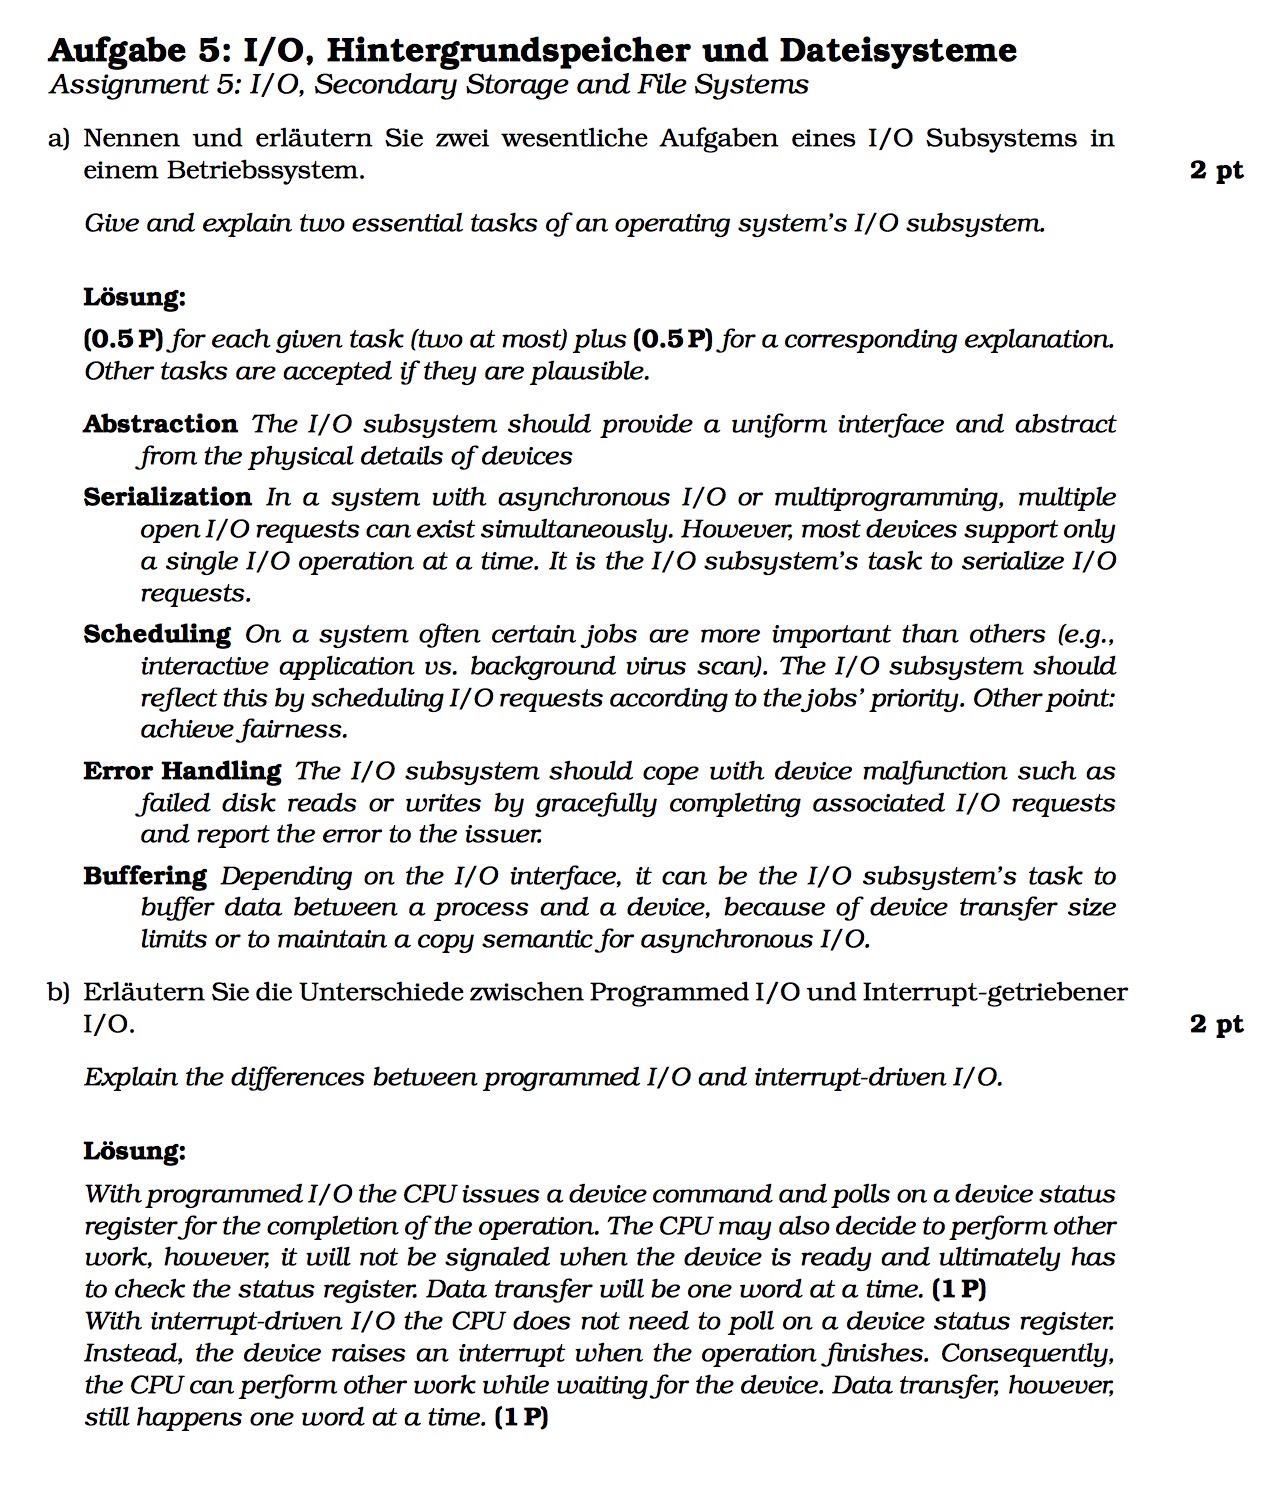 Aufgabe 5: I/O, Hintergrundspeicher und Dateisysteme
Assignment 5: I/O, Secondary Storage and File Systems
a) Nennen und erläutern Sie zwei wesentliche Aufgaben eines I/O Subsystems in
einem Betriebssystem. 2 pt
Give and explain two essential tasks of an operating system's I/O subsystem.
Lösung:
(0.5 P) for each given task (two at most) plus (0.5 P) for a corresponding explanation.
Other tasks are accepted if they are plausible.
Abstraction The I/O subsystem should provide a uniform interface and abstract
from the physical details of devices
Serialization In a system with asynchronous I/O or multiprogramming, multiple
open I/O requests can exist simultaneously. However, most devices support only
a single I/O operation at a time. It is the I/O subsystem's task to serialize I/O
requests.
Scheduling On a system often certain jobs are more important than others (e.g.,
interactive application vs. background virus scan). The I/O subsystem should
reflect this by scheduling I/O requests according to the jobs' priority. Other point:
achieve fairness.
Error Handling The I/O subsystem should cope with device malfunction such as
failed disk reads or writes by gracefully completing associated I/O requests
and report the error to the issuer.
Buffering Depending on the I/O interface, it can be the I/O subsystem's task to
buffer data between a process and a device, because of device transfer size
limits or to maintain a copy semantic for asynchronous I/O.
b) Erläutern Sie die Unterschiede zwischen Programmed I/O und Interrupt-getriebener
I/O. 2 pt
Explain the differences between programmed I/O and interrupt-driven I/O.
Lösung:
With programmed I/O the CPU issues a device command and polls on a device status
register for the completion of the operation. The CPU may also decide to perform other
work, however, it will not be signaled when the device is ready and ultimately has
to check the status register. Data transfer will be one word at a time. (1 P)
With interrupt-driven I/O the CPU does not need to poll on a device status register.
Instead, the device raises an interrupt when the operation finishes. Consequently,
the CPU can perform other work while waiting for the device. Data transfer, however,
still happens one word at a time. (1 P)